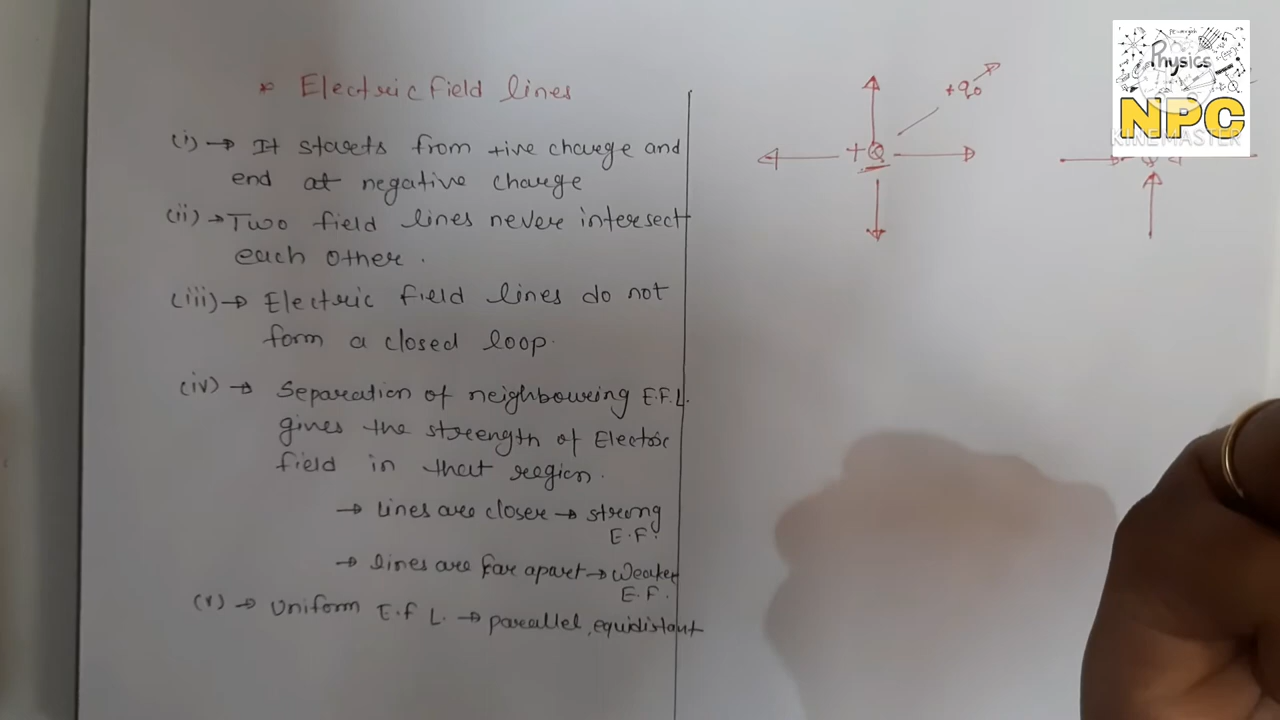 * Electric field lines
(i) → It starts from +ive charge and
end at negative charge
(ii) → Two field lines never intersect
each other.
(iii) → Electric field lines do not
form a closed loop.
(iv) → Separation of neighbouring E.F.L.
gives the strength of Electric
field in that region.
→ Lines are closer → strong
E.F.
→ lines are far apart → Weaker
E.F.
(v) → Uniform E.F L. → parallel, equidistant
+q₀
+Q
Physics
NPC
KINEMASTER